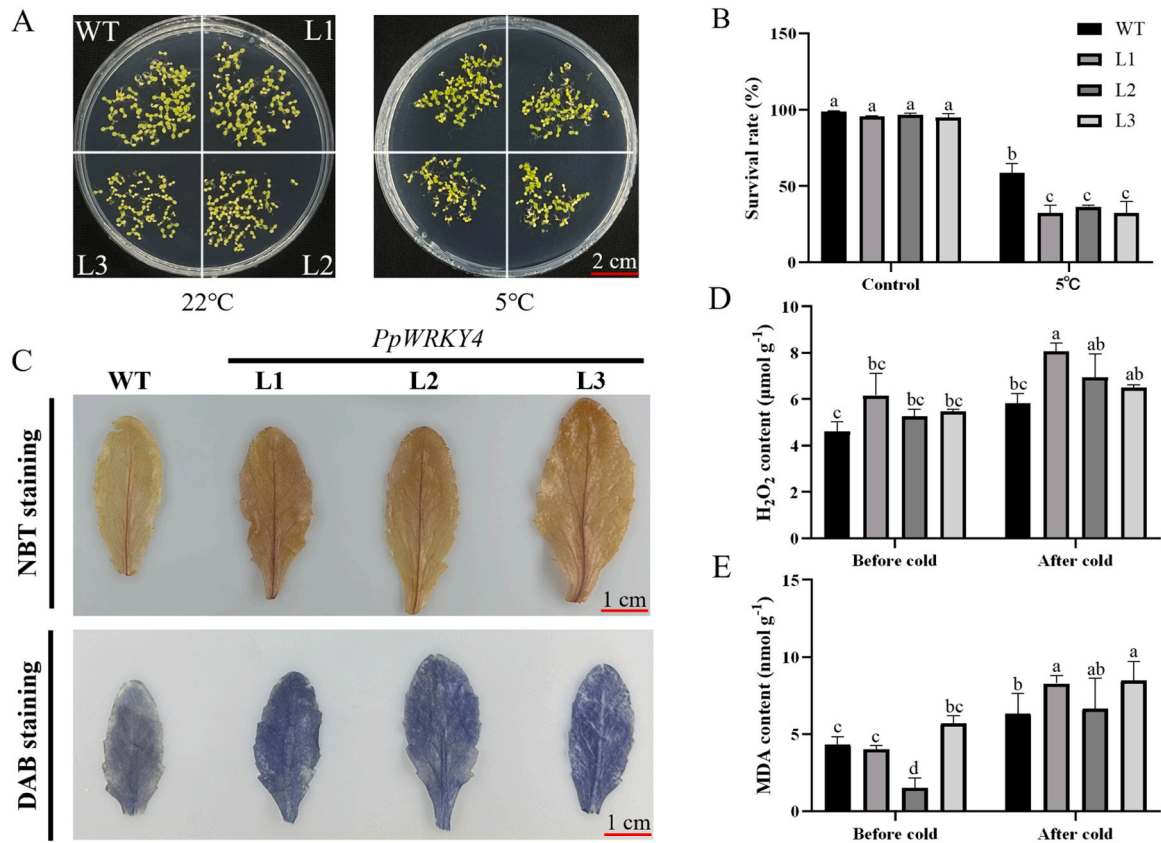 A
WT
L1
L3
L2
2 cm
22℃
5℃
B
Survival rate (%)
150
100
50
0
a
a
a
a
b
c
c
c
Control
5℃
WT
L1
L2
L3
C
PpWRKY4
WT
L1
L2
L3
NBT staining
1 cm
DAB staining
1 cm
D
H₂O₂ content (μmol g⁻¹)
10
8
6
4
2
0
c
bc
bc
bc
bc
a
ab
ab
Before cold
After cold
E
MDA content (nmol g⁻¹)
15
10
5
0
c
c
d
bc
b
a
ab
a
Before cold
After cold